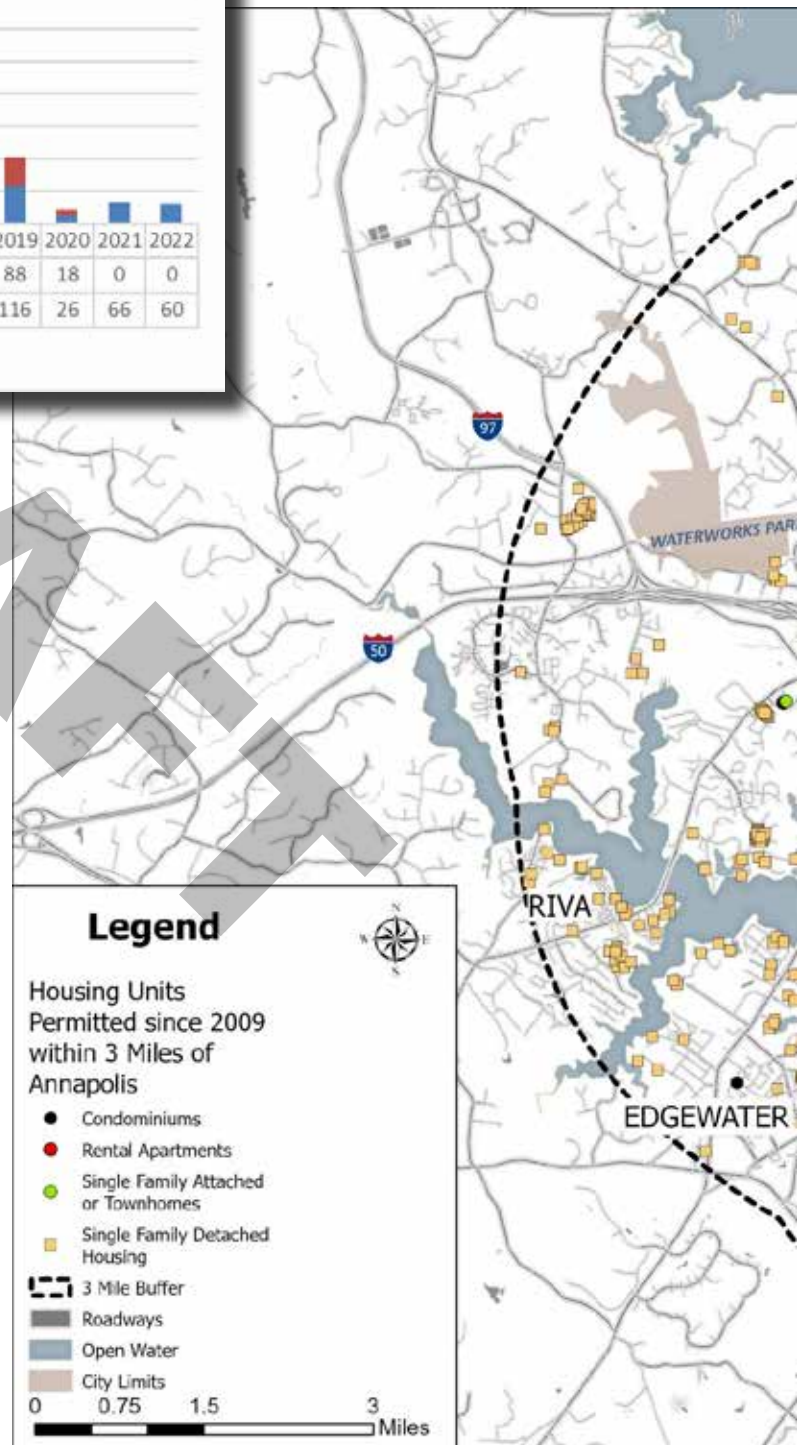 2019 2020 2021 2022
88 18 0 0
116 26 66 60
97
WATERWORKS PARK
50
RIVA
EDGEWATER
Legend
N
W E
S
Housing Units
Permitted since 2009
within 3 Miles of
Annapolis
Condominiums
Rental Apartments
Single Family Attached
or Townhomes
Single Family Detached
Housing
3 Mile Buffer
Roadways
Open Water
City Limits
0 0.75 1.5 3
Miles